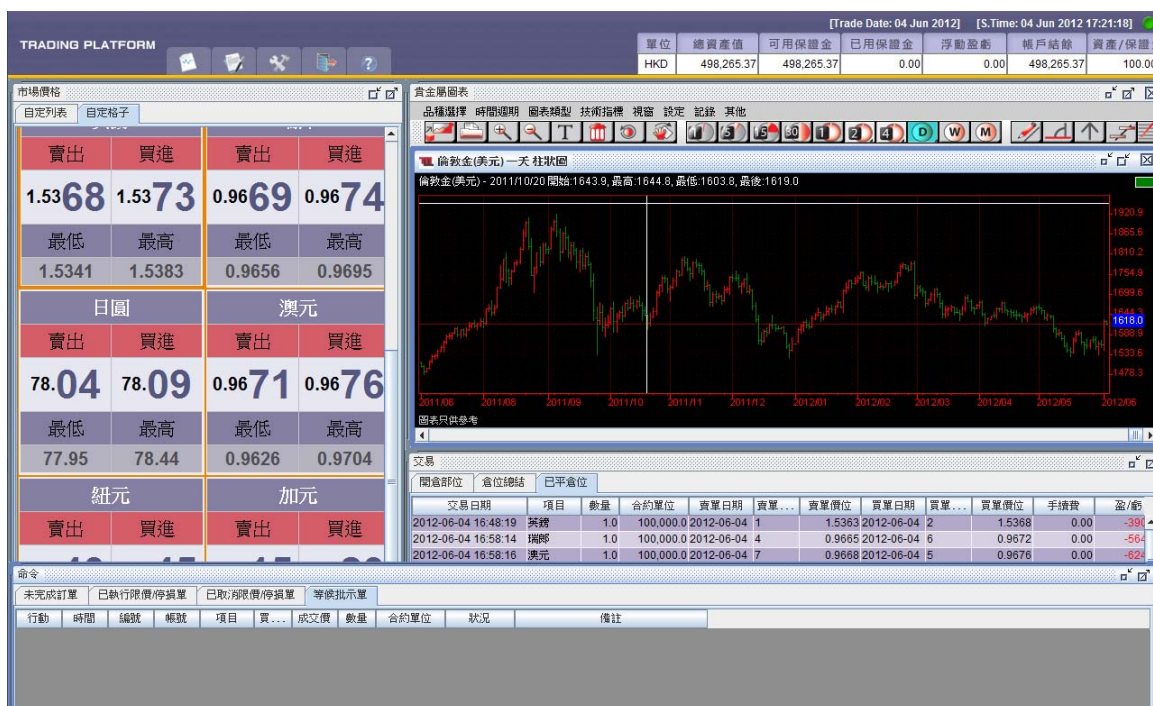 [Trade Date: 04 Jun 2012] [S.Time: 04 Jun 2012 17:21:18]
TRADING PLATFORM
單位 總資產值 可用保證金 已用保證金 浮動盈虧 帳戶結餘 資產/保證
HKD 498,265.37 498,265.37 0.00 0.00 498,265.37 100.00
市場價格
自定列表 自定格子
賣出 買進 賣出 買進
1.5368 1.5373 0.9669 0.9674
最低 最高 最低 最高
1.5341 1.5383 0.9656 0.9695
日圓 澳元
賣出 買進 賣出 買進
78.04 78.09 0.9671 0.9676
最低 最高 最低 最高
77.95 78.44 0.9626 0.9704
紐元 加元
賣出 買進 賣出 買進
貴金屬圖表
品種選擇 時間週期 圖表類型 技術指標 視窗 設定 記錄 其他
T 1 5 15 30 1 2 4 D W M
倫敦金(美元) 一天 柱狀圖
倫敦金(美元) - 2011/10/20 開始:1643.9, 最高:1644.8, 最低:1603.8, 最後:1619.0
1920.9
1865.6
1810.2
1754.9
1699.6
1644.3
1618.0
1588.9
1533.6
1478.3
2011/06 2011/08 2011/09 2011/10 2011/11 2011/12 2012/01 2012/02 2012/03 2012/04 2012/05 2012/06
圖表只供參考
交易
開倉部位 倉位總結 已平倉位
交易日期 項目 數量 合約單位 賣單日期 賣單... 賣單價位 買單日期 買單... 買單價位 手續費 盈/虧
2012-06-04 16:48:19 英鎊 1.0 100,000.0 2012-06-04 1 1.5363 2012-06-04 2 1.5368 0.00 -390
2012-06-04 16:58:14 瑞郎 1.0 100,000.0 2012-06-04 4 0.9665 2012-06-04 6 0.9672 0.00 -564
2012-06-04 16:58:16 澳元 1.0 100,000.0 2012-06-04 7 0.9668 2012-06-04 5 0.9676 0.00 -624
命令
未完成訂單 已執行限價/停損單 已取消限價/停損單 等候批示單
行動 時間 編號 帳號 項目 買... 成交價 數量 合約單位 狀況 備註